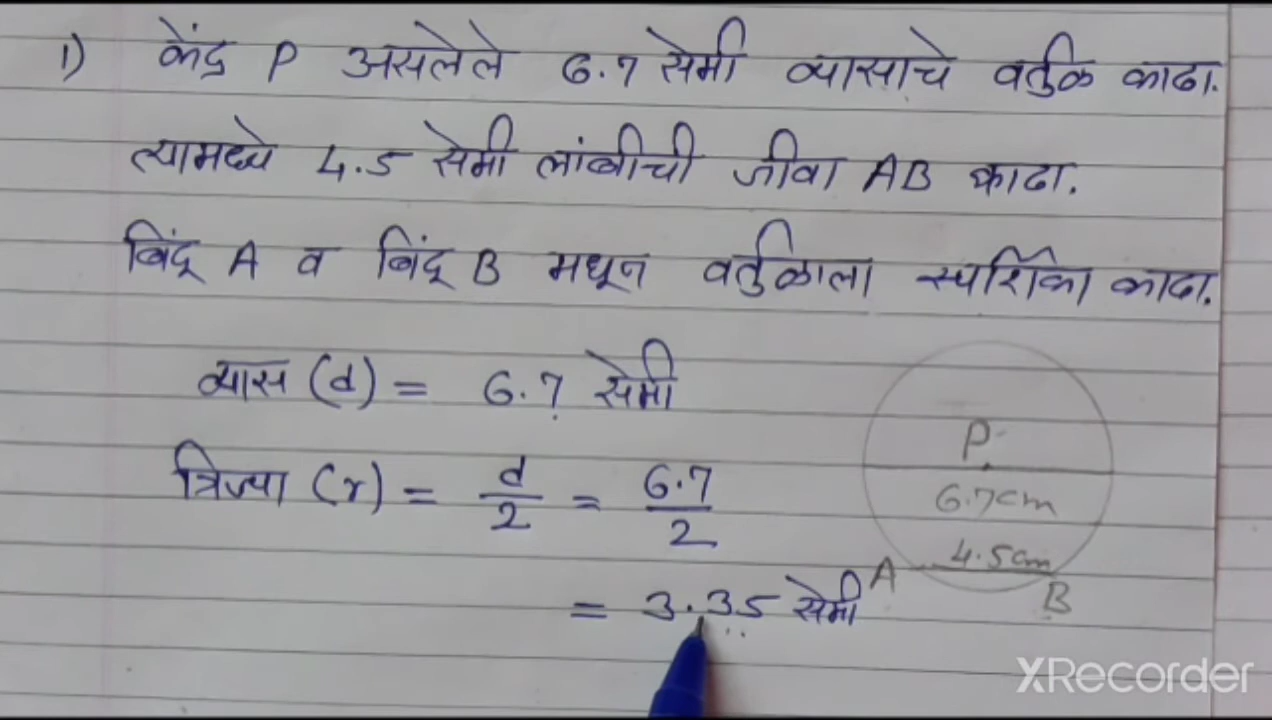 1) केंद्र P असलेले 6.7 सेमी व्यासाचे वर्तुळ काढा.
त्यामध्ये 4.5 सेमी लांबीची जीवा AB काढा.
बिंदू A व बिंदू B मधून वर्तुळाला स्पर्शिका काढा.
व्यास (d) = 6.7 सेमी
त्रिज्या (r) = d/2 = 6.7/2
= 3.35 सेमी
P
6.7cm
4.5cm
A
B
XRecorder